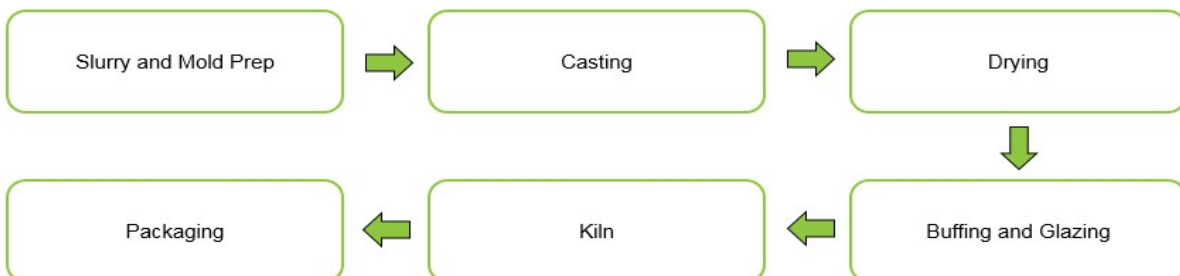 Slurry and Mold Prep
Casting
Drying
Buffing and Glazing
Kiln
Packaging